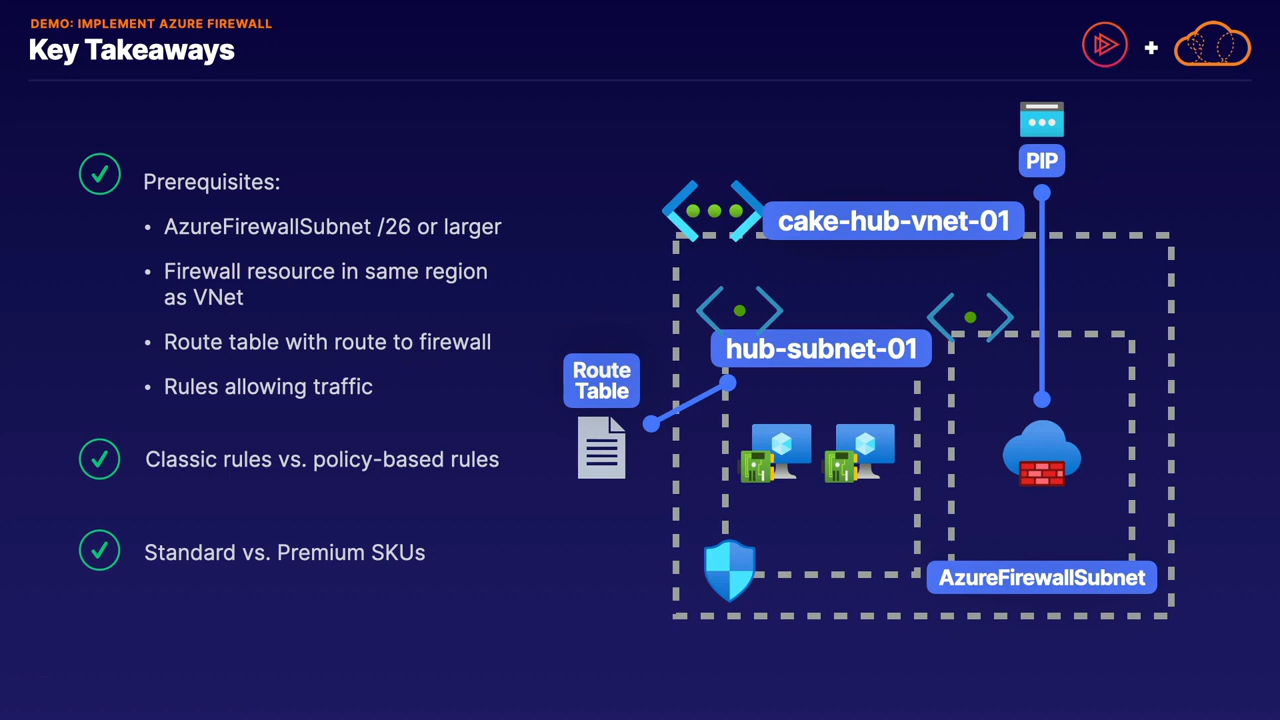 DEMO: IMPLEMENT AZURE FIREWALL
Key Takeaways
+
Prerequisites:
• AzureFirewallSubnet /26 or larger
• Firewall resource in same region
as VNet
• Route table with route to firewall
• Rules allowing traffic
Classic rules vs. policy-based rules
Standard vs. Premium SKUs
PIP
cake-hub-vnet-01
hub-subnet-01
Route
Table
AzureFirewallSubnet